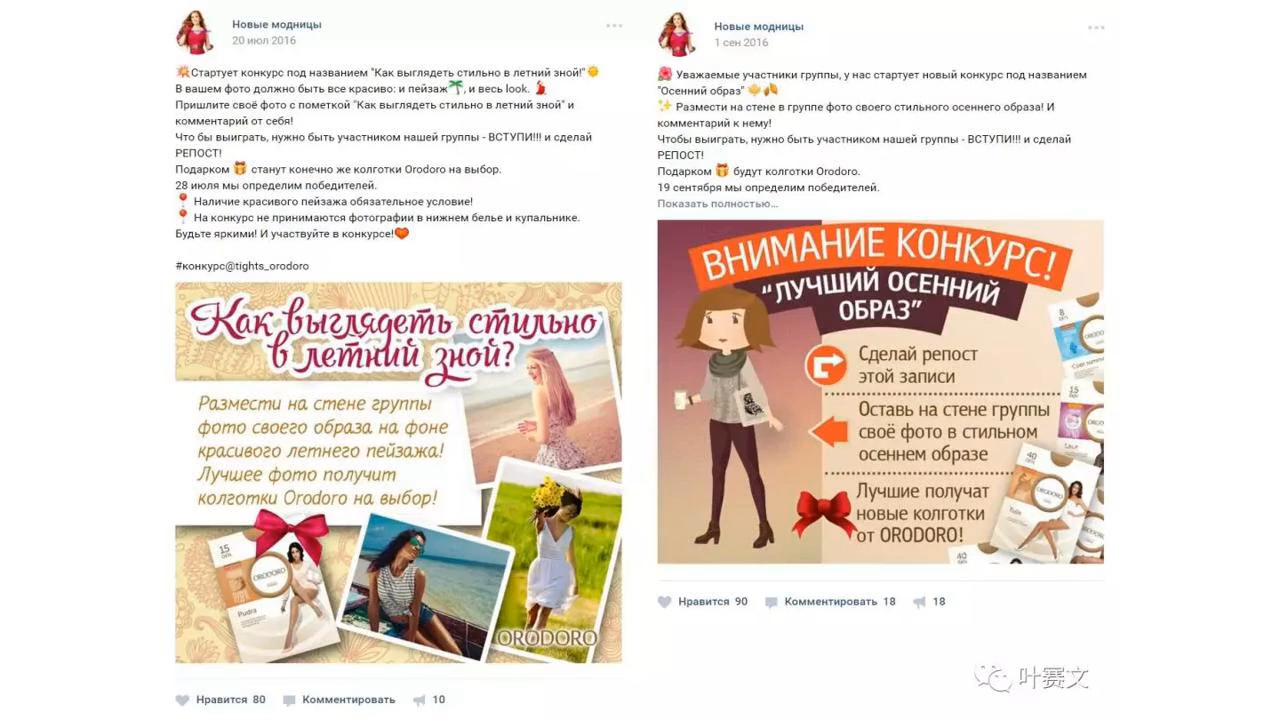 Новые модницы
20 июл 2016
Стартует конкурс под названием "Как выглядеть стильно в летний зной!"
В вашем фото должно быть все красиво: и пейзаж, и весь look.
Пришлите своё фото с пометкой "Как выглядеть стильно в летний зной" и
комментарий от себя!
Что бы выиграть, нужно быть участником нашей группы - ВСТУПИ!!! и сделай
РЕПОСТ!
Подарком станут конечно же колготки Orodoro на выбор.
28 июля мы определим победителей.
Наличие красивого пейзажа обязательное условие!
На конкурс не принимаются фотографии в нижнем белье и купальнике.
Будьте яркими! И участвуйте в конкурсе!
#конкурс@tights_orodoro
Как выглядеть стильно
в летний зной?
Размести на стене группы
фото своего образа на фоне
красивого летнего пейзажа!
Лучшее фото получит
колготки Orodoro на выбор!
15
DEN
ORODORO
Pudra
ORODORO
Нравится 80
Комментировать
10
Новые модницы
1 сен 2016
Уважаемые участники группы, у нас стартует новый конкурс под названием
"Осенний образ"
Размести на стене в группе фото своего стильного осеннего образа! И
комментарий к нему!
Чтобы выиграть, нужно быть участником нашей группы - ВСТУПИ!!! и сделай
РЕПОСТ!
Подарком будут колготки Orodoro.
19 сентября мы определим победителей.
Показать полностью…
ВНИМАНИЕ КОНКУРС!
"ЛУЧШИЙ ОСЕННИЙ
ОБРАЗ"
Сделай репост
этой записи
Оставь на стене группы
своё фото в стильном
осеннем образе
Лучшие получат
новые колготки
от ORODORO!
8
DEN
15
DEN
40
DEN
ORODORO
40
DEN
Нравится 90
Комментировать 18
18
叶赛文